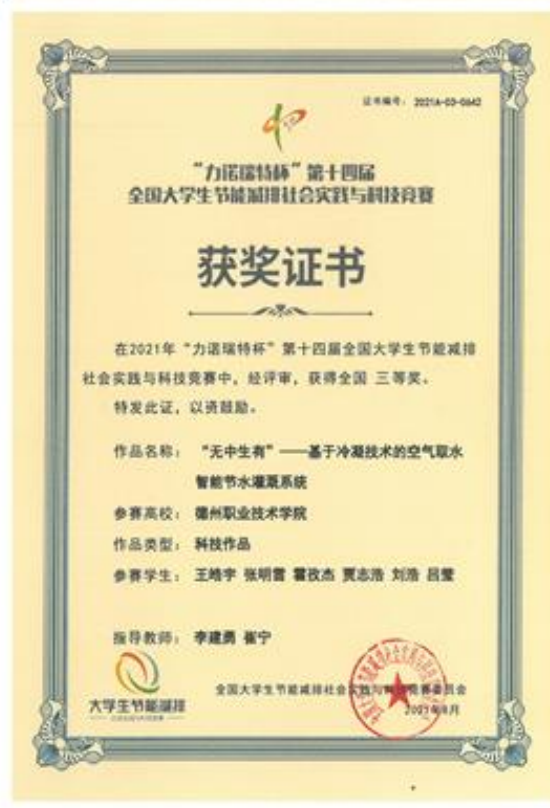 证书编号： 2021A-03-0642
“力诺瑞特杯”第十四届
全国大学生节能减排社会实践与科技竞赛
获奖证书
在2021年“力诺瑞特杯”第十四届全国大学生节能减排
社会实践与科技竞赛中，经评审，获得全国 三等奖。
特发此证，以资鼓励。
作品名称： “无中生有”——基于冷凝技术的空气取水
智能节水灌溉系统
参赛高校： 德州职业技术学院
作品类型： 科技作品
参赛学生： 王皓宇 张明雪 霍孜杰 贾志浩 刘浩 吕莹
指导教师： 李建勇 崔宁
大学生节能减排
全国大学生节能减排社会实践与科技竞赛委员会
2021年8月